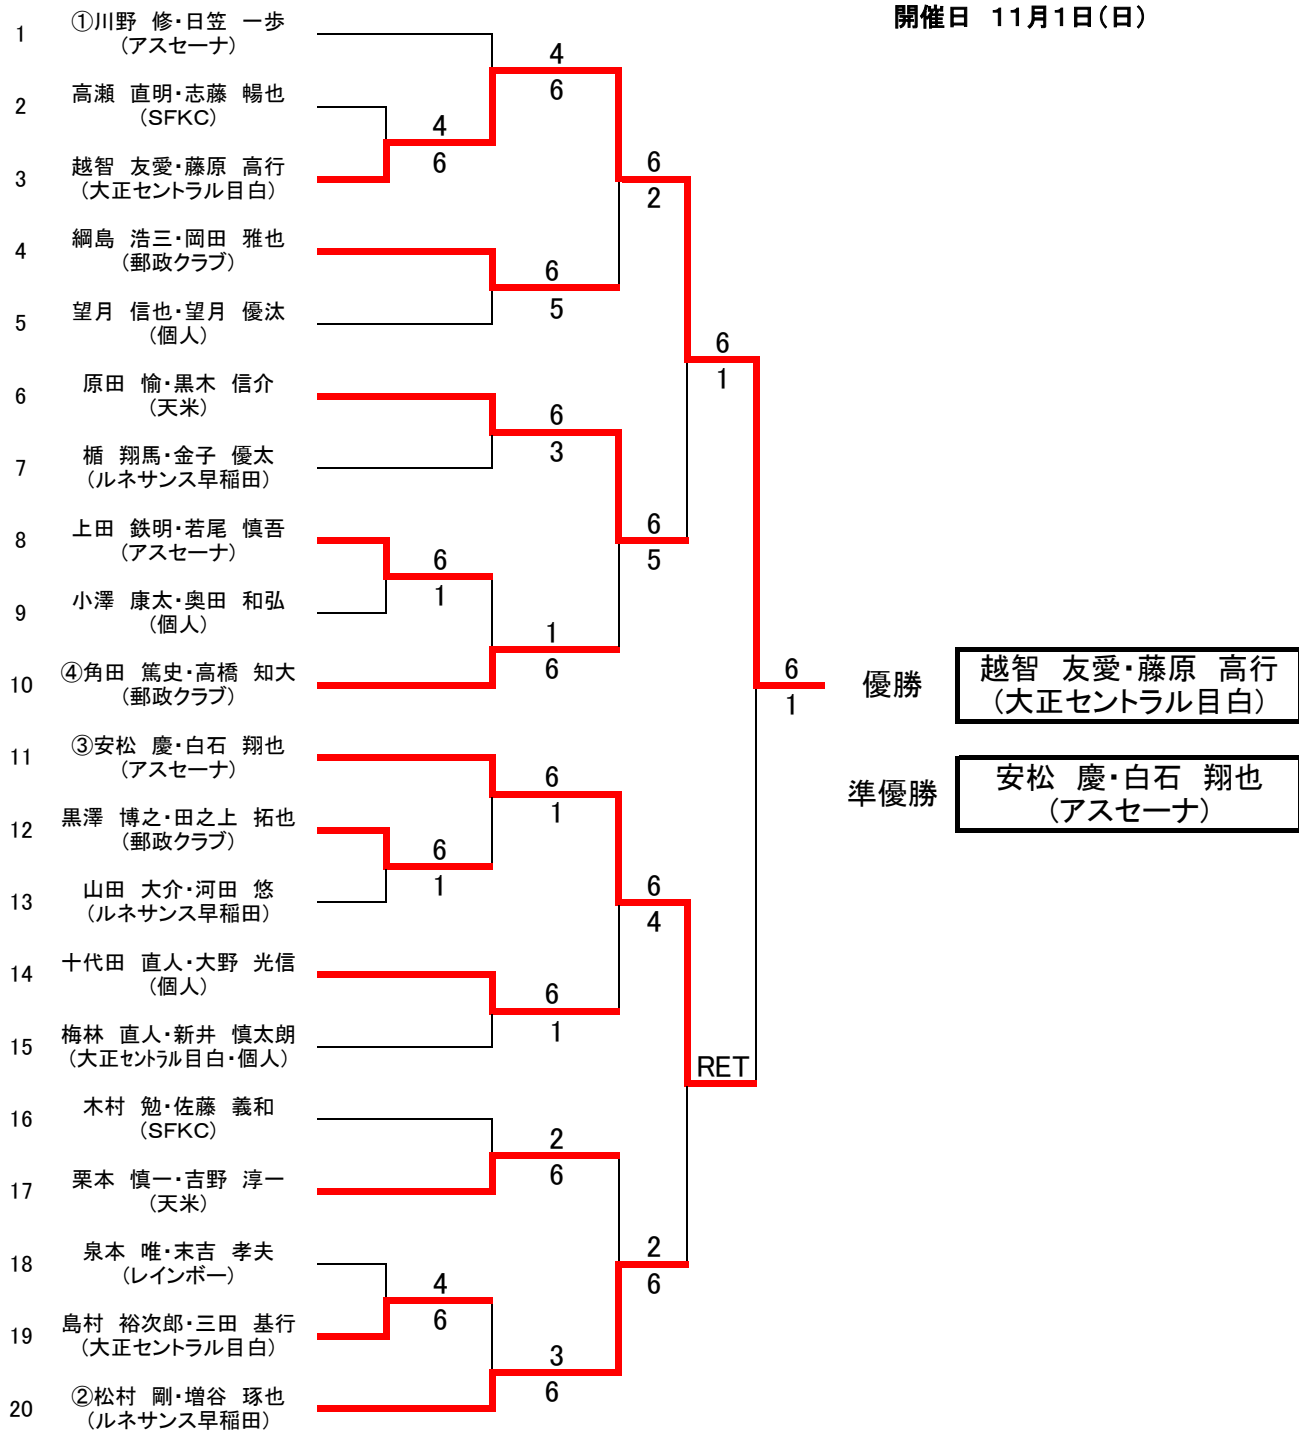 開催日 11月1日(日)
1 ①川野 修・日笠 一歩
(アスセーナ)
4
6
2 高瀬 直明・志藤 暢也
(SFKC)
4
6
3 越智 友愛・藤原 高行
(大正セントラル目白)
6
2
4 綱島 浩三・岡田 雅也
(郵政クラブ)
6
5
5 望月 信也・望月 優汰
(個人)
6
1
6 原田 愉・黒木 信介
(天米)
6
3
7 楯 翔馬・金子 優太
(ルネサンス早稲田)
8 上田 鉄明・若尾 慎吾
(アスセーナ)
6
5
6
1
9 小澤 康太・奥田 和弘
(個人)
1
6
10 ④角田 篤史・高橋 知大
(郵政クラブ)
6
1
優勝
越智 友愛・藤原 高行
(大正セントラル目白)
準優勝
安松 慶・白石 翔也
(アスセーナ)
11 ③安松 慶・白石 翔也
(アスセーナ)
6
1
12 黒澤 博之・田之上 拓也
(郵政クラブ)
6
1
13 山田 大介・河田 悠
(ルネサンス早稲田)
6
4
14 十代田 直人・大野 光信
(個人)
6
1
15 梅林 直人・新井 慎太朗
(大正セントラル目白・個人)
RET
16 木村 勉・佐藤 義和
(SFKC)
2
6
17 栗本 慎一・吉野 淳一
(天米)
18 泉本 唯・末吉 孝夫
(レインボー)
2
6
4
6
19 島村 裕次郎・三田 基行
(大正セントラル目白)
3
6
20 ②松村 剛・増谷 琢也
(ルネサンス早稲田)